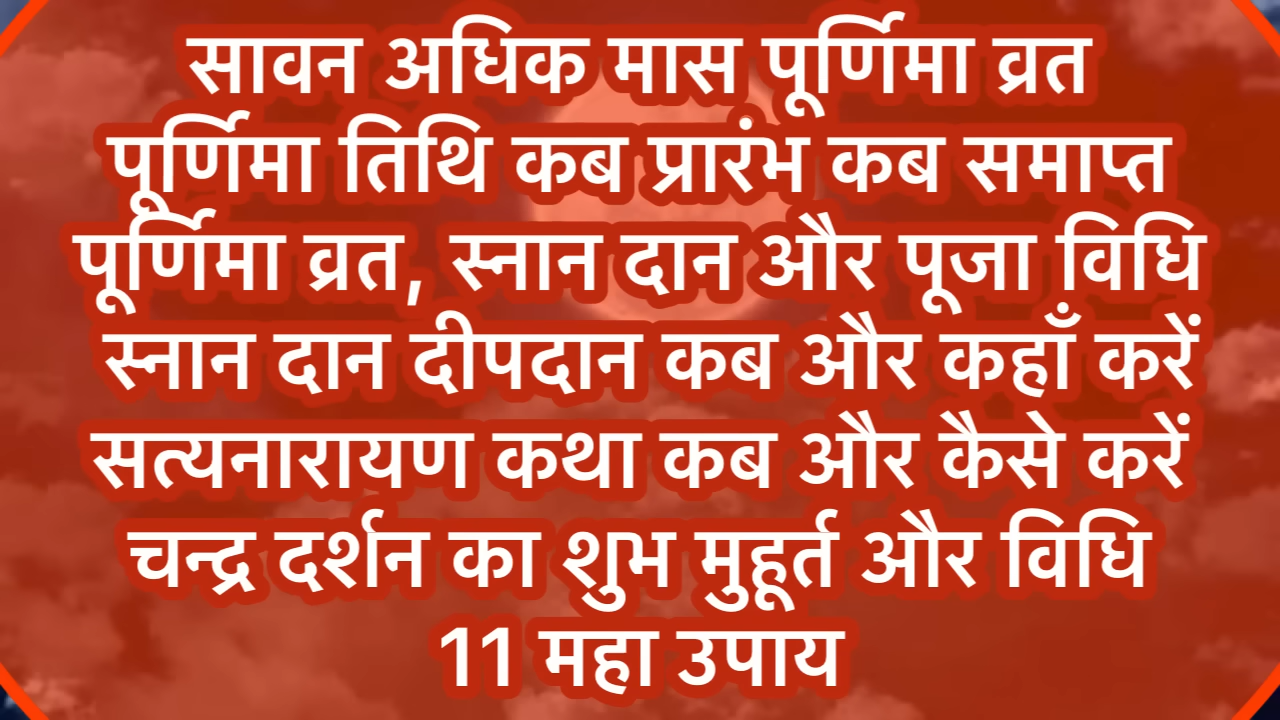 सावन अधिक मास पूर्णिमा व्रत
पूर्णिमा तिथि कब प्रारंभ कब समाप्त
पूर्णिमा व्रत, स्नान दान और पूजा विधि
स्नान दान दीपदान कब और कहाँ करें
सत्यनारायण कथा कब और कैसे करें
चन्द्र दर्शन का शुभ मुहूर्त और विधि
11 महा उपाय